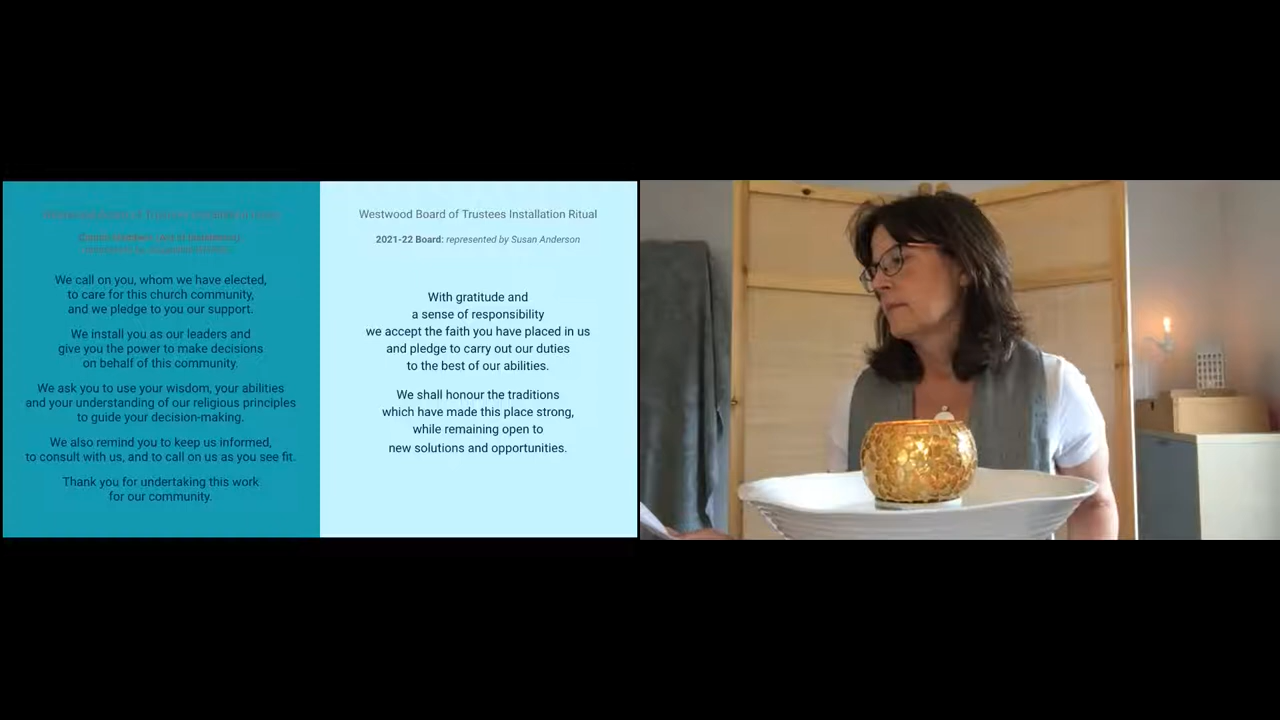 We call on you, whom we have elected,
to care for this church community,
and we pledge to you our support.
We install you as our leaders and
give you the power to make decisions
on behalf of this community.
We ask you to use your wisdom, your abilities
and your understanding of our religious principles
to guide your decision-making.
We also remind you to keep us informed,
to consult with us, and to call on us as you see fit.
Thank you for undertaking this work
for our community.
Westwood Board of Trustees Installation Ritual
2021-22 Board: represented by Susan Anderson
With gratitude and
a sense of responsibility
we accept the faith you have placed in us
and pledge to carry out our duties
to the best of our abilities.
We shall honour the traditions
which have made this place strong,
while remaining open to
new solutions and opportunities.